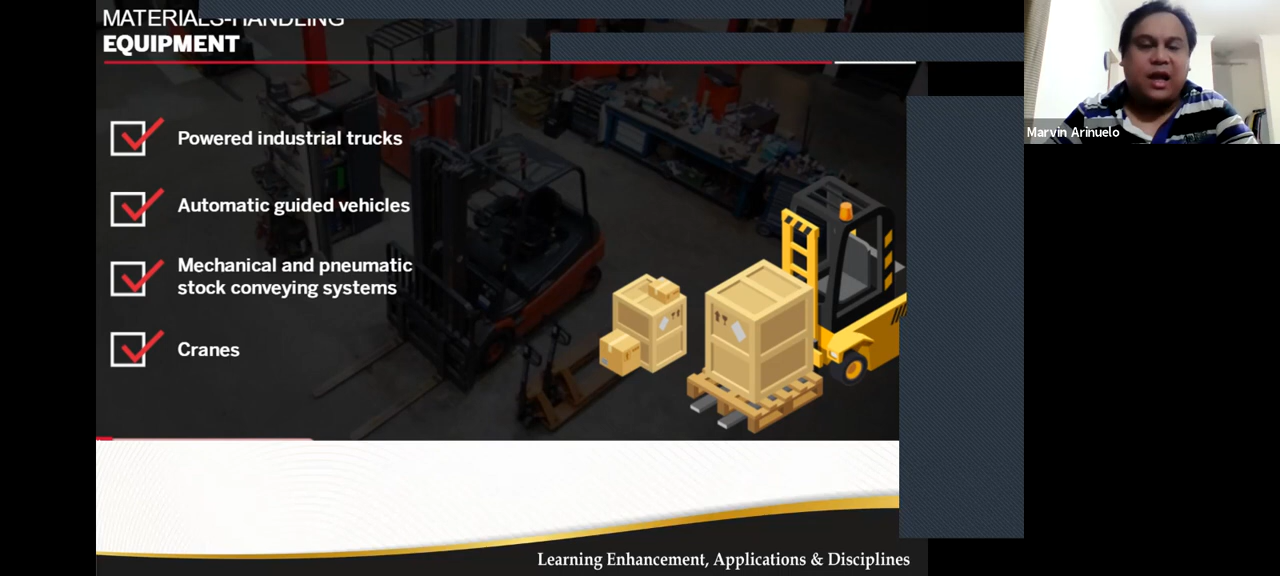 MATERIALS-HANDLING
EQUIPMENT
Powered industrial trucks
Automatic guided vehicles
Mechanical and pneumatic
stock conveying systems
Cranes
Marvin Arinuelo
Learning Enhancement, Applications & Disciplines